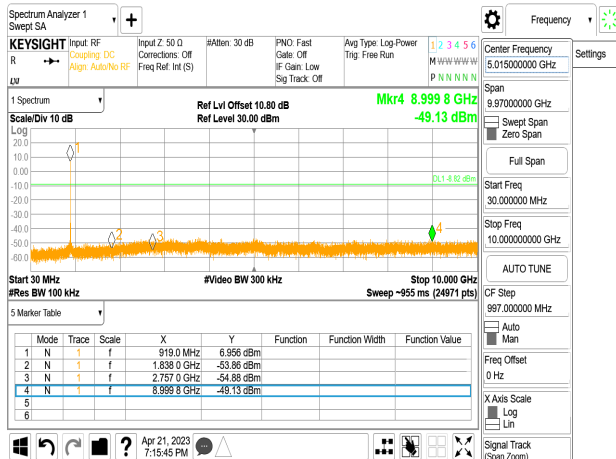 Spectrum Analyzer 1
Swept SA
Frequency
Settings
KEYSIGHT
R
LXI
Input: RF
Coupling: DC
Align: Auto/No RF
Input Z: 50 Ω
Corrections: Off
Freq Ref: Int (S)
#Atten: 30 dB
PNO: Fast
Gate: Off
IF Gain: Low
Sig Track: Off
Avg Type: Log-Power
Trig: Free Run
1 2 3 4 5 6
M W W W W W
P N N N N N
1 Spectrum
Scale/Div 10 dB
Ref Lvl Offset 10.80 dB
Ref Level 30.00 dBm
Mkr4 8.999 8 GHz
-49.13 dBm
Log
20.0
10.0
0.00
-10.0
-20.0
-30.0
-40.0
-50.0
-60.0
1
2
3
4
DL1 -8.82 dBm
Start 30 MHz
#Res BW 100 kHz
#Video BW 300 kHz
Stop 10.000 GHz
Sweep ~955 ms (24971 pts)
5 Marker Table
Mode Trace Scale X Y Function Function Width Function Value
1 N 1 f 919.0 MHz 6.956 dBm
2 N 1 f 1.838 0 GHz -53.86 dBm
3 N 1 f 2.757 0 GHz -54.88 dBm
4 N 1 f 8.999 8 GHz -49.13 dBm
5
6
Apr 21, 2023
7:15:45 PM
Center Frequency
5.015000000 GHz
Span
9.97000000 GHz
Swept Span
Zero Span
Full Span
Start Freq
30.000000 MHz
Stop Freq
10.000000000 GHz
AUTO TUNE
CF Step
997.000000 MHz
Auto
Man
Freq Offset
0 Hz
X Axis Scale
Log
Lin
Signal Track
(Span Zoom)